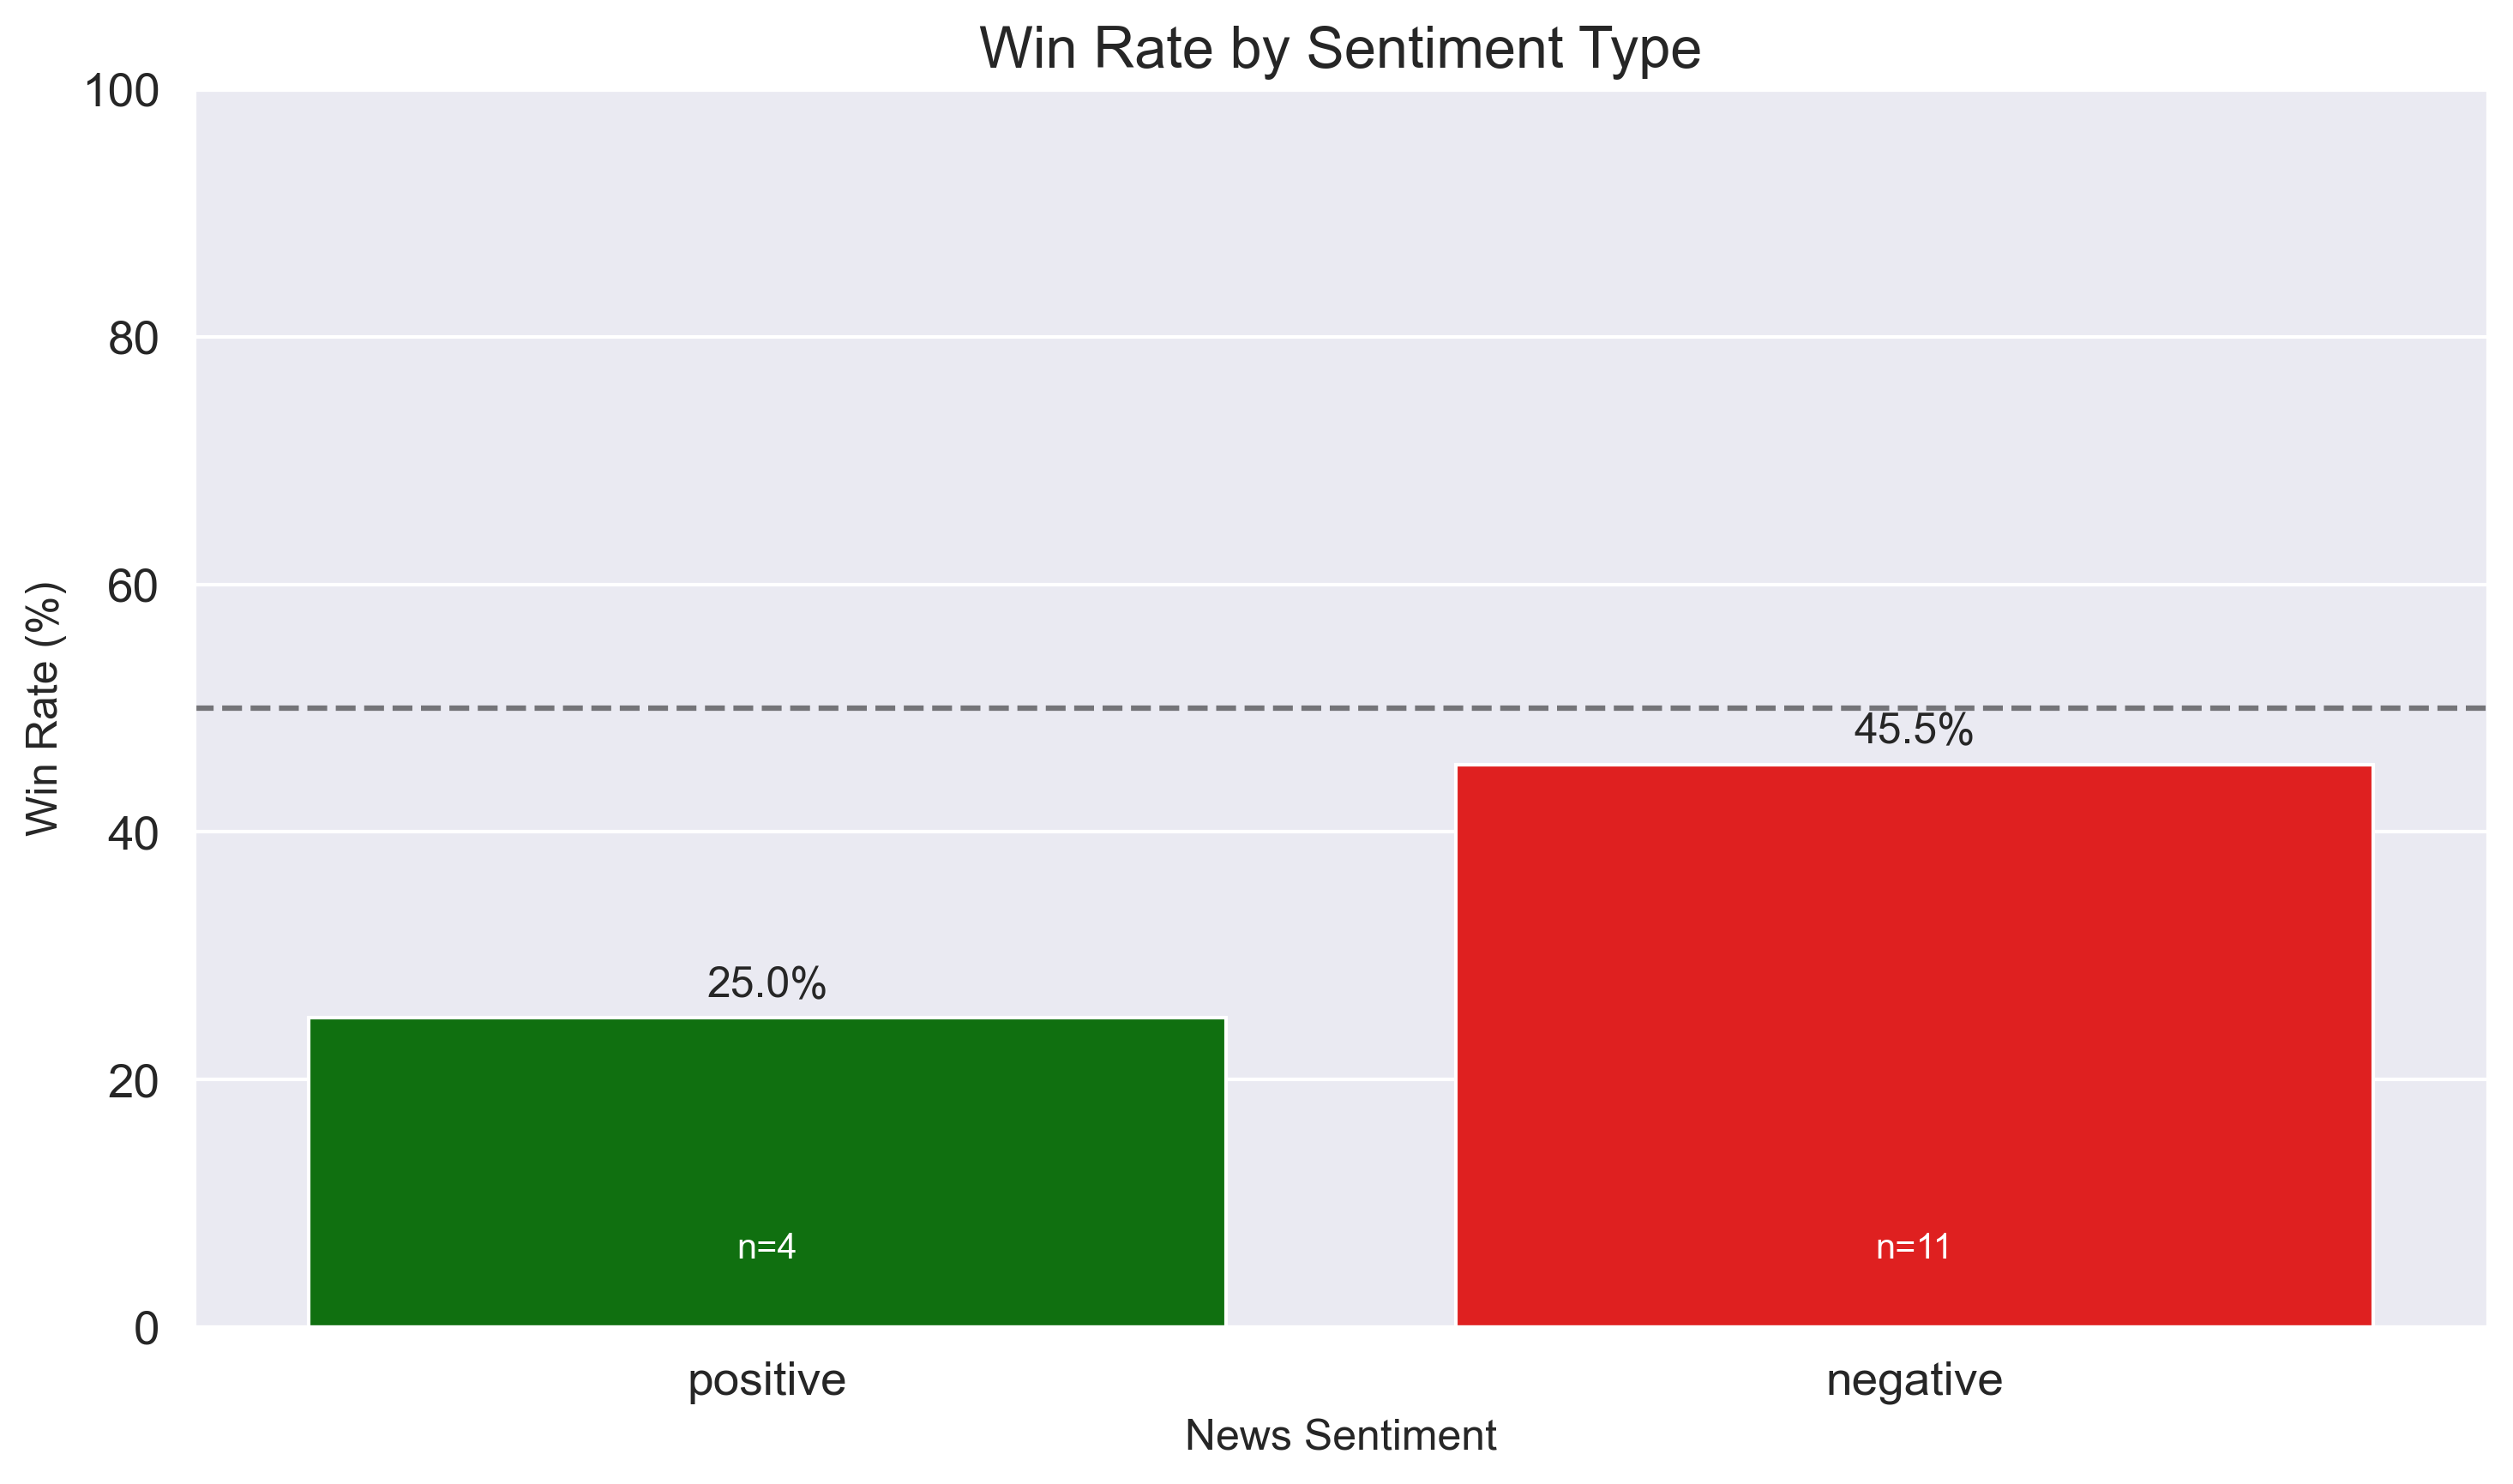 Win Rate by Sentiment Type
100
80
60
40
20
0
Win Rate (%)
45.5%
25.0%
n=4
n=11
positive
negative
News Sentiment